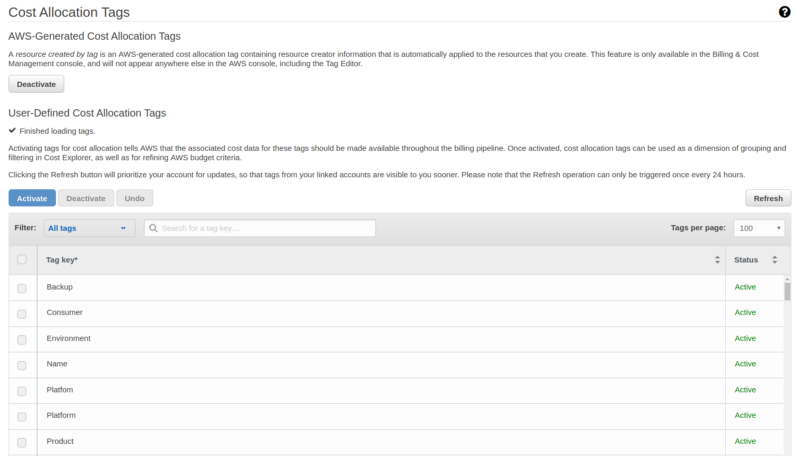 Cost Allocation Tags
?
AWS-Generated Cost Allocation Tags
A resource created by tag is an AWS-generated cost allocation tag containing resource creator information that is automatically applied to the resources that you create. This feature is only available in the Billing & Cost
Management console, and will not appear anywhere else in the AWS console, including the Tag Editor.
Deactivate
User-Defined Cost Allocation Tags
Finished loading tags.
Activating tags for cost allocation tells AWS that the associated cost data for these tags should be made available throughout the billing pipeline. Once activated, cost allocation tags can be used as a dimension of grouping and
filtering in Cost Explorer, as well as for refining AWS budget criteria.
Clicking the Refresh button will prioritize your account for updates, so that tags from your linked accounts are visible to you sooner. Please note that the Refresh operation can only be triggered once every 24 hours.
Activate Deactivate Undo Refresh
Filter: All tags Search for a tag key... Tags per page: 100
Tag key* Status
Backup Active
Consumer Active
Environment Active
Name Active
Platfom Active
Platform Active
Product Active